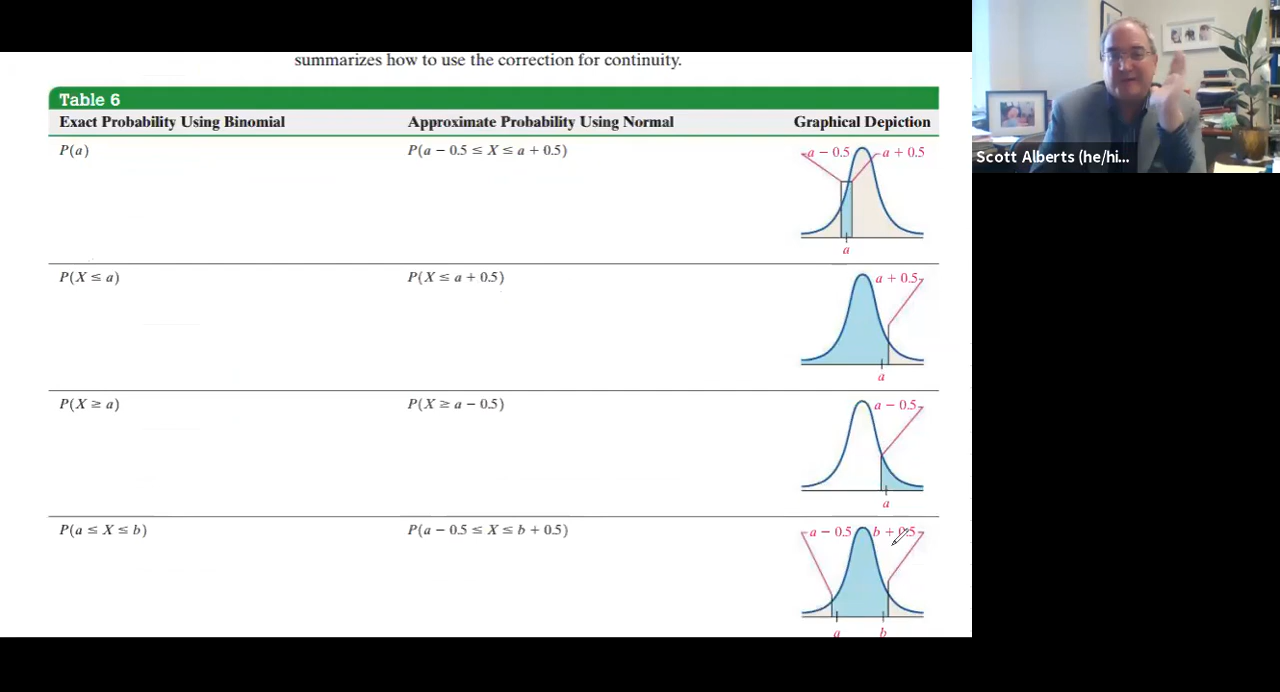 summarizes how to use the correction for continuity.
Table 6
Exact Probability Using Binomial Approximate Probability Using Normal Graphical Depiction
P(a) P(a − 0.5 ≤ X ≤ a + 0.5) a − 0.5 a + 0.5
a
P(X ≤ a) P(X ≤ a + 0.5) a + 0.5
a
P(X ≥ a) P(X ≥ a − 0.5) a − 0.5
a
P(a ≤ X ≤ b) P(a − 0.5 ≤ X ≤ b + 0.5) a − 0.5 b + 0.5
a b
Scott Alberts (he/hi...